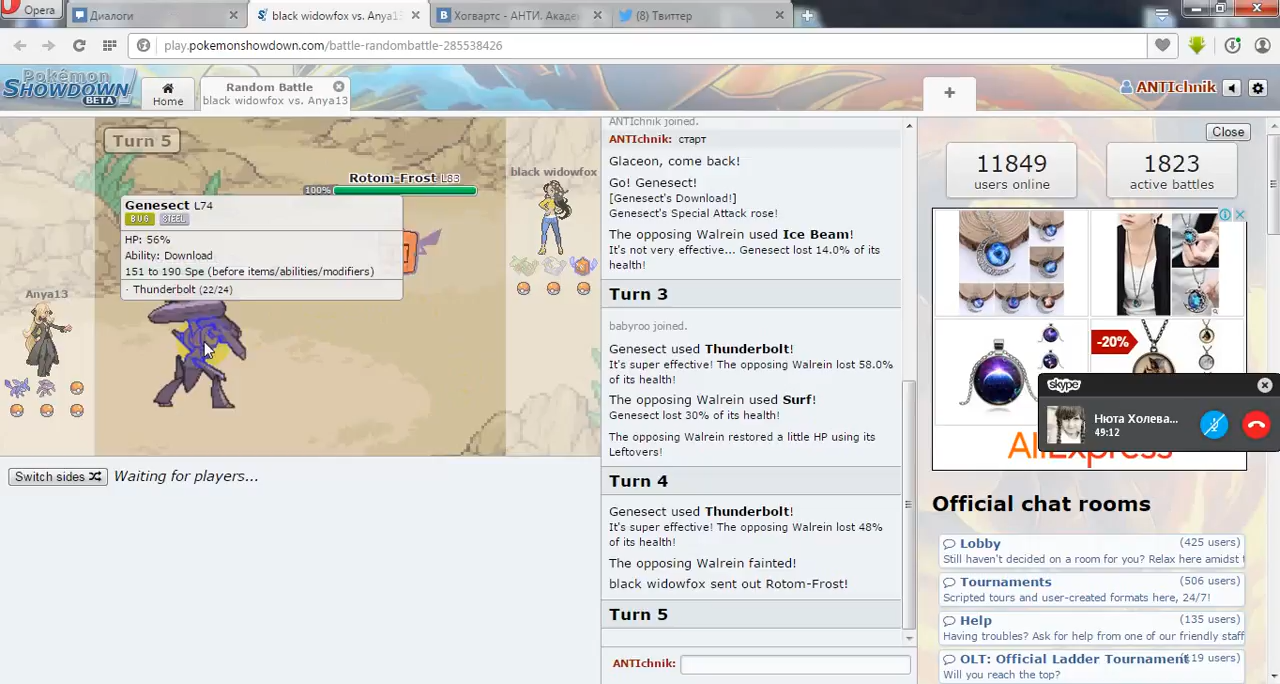 Opera
Диалоги
black widowfox vs. Anya1
Хогвартс - АНТИ. Акаде
(8) Твиттер
play.pokemonshowdown.com/battle-randombattle-285538426
Pokémon
SHOWDOWN
BETA
Home
Random Battle
black widowfox vs. Anya13
+
ANTIchnik
Turn 5
Rotom-Frost L83
100%
black widowfox
Anya13
Genesect L74
BUG STEEL
HP: 56%
Ability: Download
151 to 190 Spe (before items/abilities/modifiers)
· Thunderbolt (22/24)
Switch sides
Waiting for players...
ANTIchnik joined.
ANTIchnik: старт
Glaceon, come back!
Go! Genesect!
[Genesect's Download!]
Genesect's Special Attack rose!
The opposing Walrein used Ice Beam!
It's not very effective... Genesect lost 14.0% of its
health!
Turn 3
babyroo joined.
Genesect used Thunderbolt!
It's super effective! The opposing Walrein lost 58.0%
of its health!
The opposing Walrein used Surf!
Genesect lost 30% of its health!
The opposing Walrein restored a little HP using its
Leftovers!
Turn 4
Genesect used Thunderbolt!
It's super effective! The opposing Walrein lost 48%
of its health!
The opposing Walrein fainted!
black widowfox sent out Rotom-Frost!
Turn 5
ANTIchnik:
Close
11849
users online
1823
active battles
-20%
AliExpress
skype
Нюта Холева...
49:12
Official chat rooms
Lobby
(425 users)
Still haven't decided on a room for you? Relax here amidst t
Tournaments
(506 users)
Scripted tours and user-created formats here, 24/7!
Help
(135 users)
Having troubles? Ask for help from one of our friendly staff
OLT: Official Ladder Tournament
19 users)
Will you reach the top?